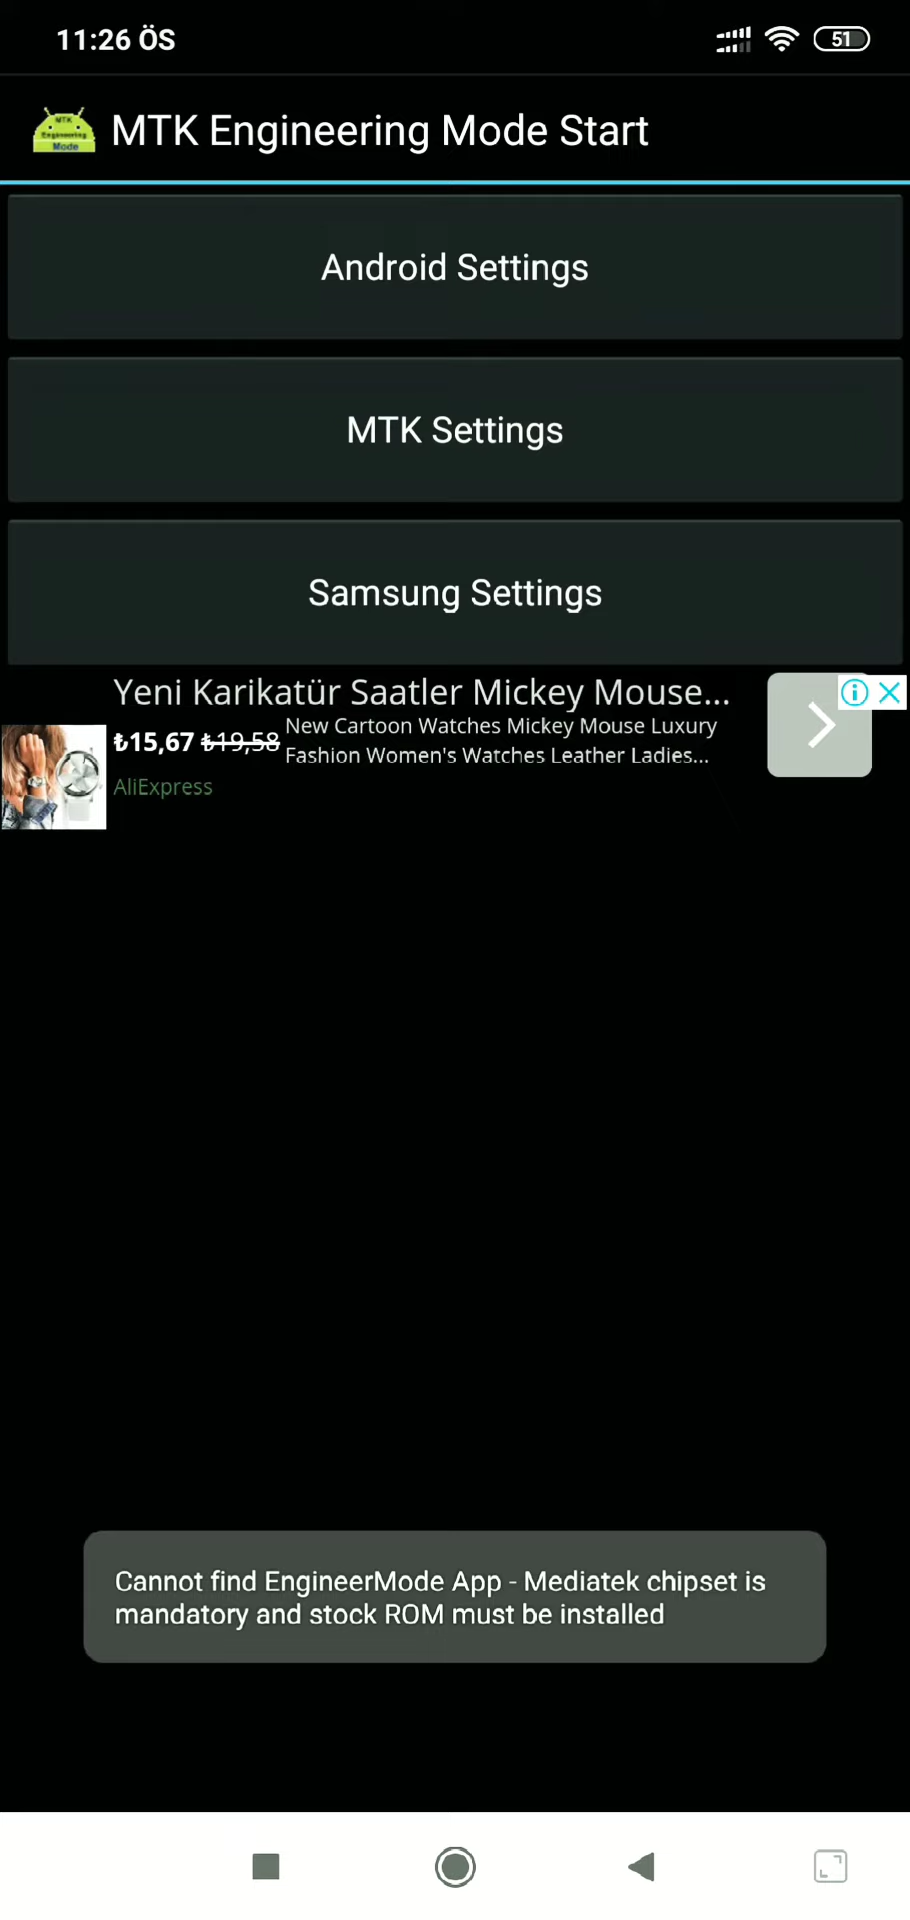 11:26 ÖS
51
MTK Engineering Mode Start
Android Settings
MTK Settings
Samsung Settings
Yeni Karikatür Saatler Mickey Mouse...
₺15,67 ₺19,58
New Cartoon Watches Mickey Mouse Luxury
Fashion Women's Watches Leather Ladies...
AliExpress
Cannot find EngineerMode App - Mediatek chipset is
mandatory and stock ROM must be installed